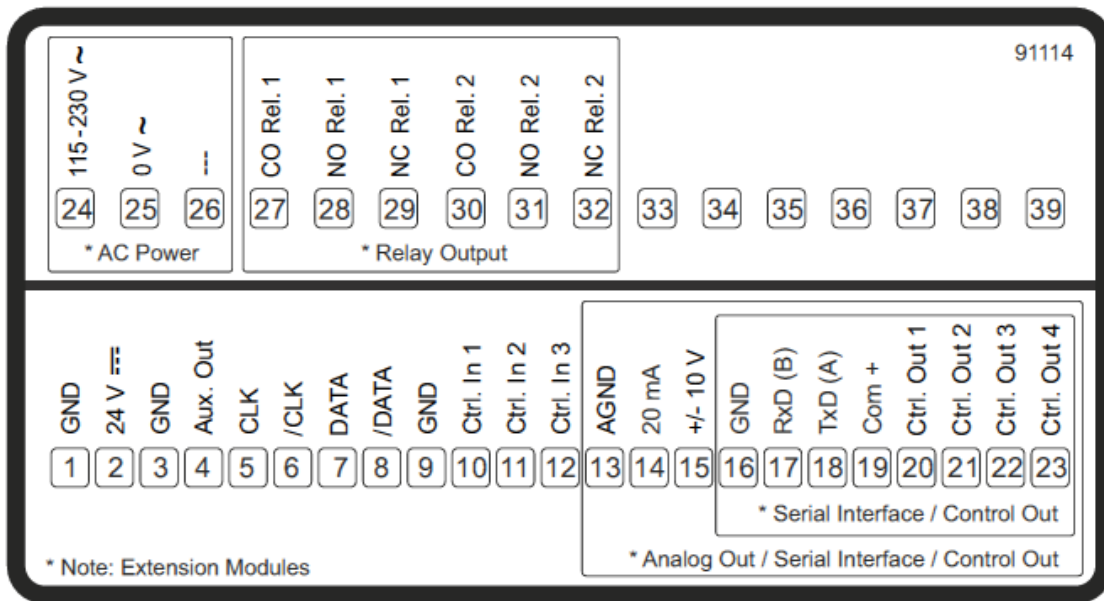 91114
115-230 V ~
0 V ~
---
CO Rel. 1
NO Rel. 1
NC Rel. 1
CO Rel. 2
NO Rel. 2
NC Rel. 2
24 25 26 27 28 29 30 31 32 33 34 35 36 37 38 39
* AC Power
* Relay Output
GND
24 V ⎓
GND
Aux. Out
CLK
/CLK
DATA
/DATA
GND
Ctrl. In 1
Ctrl. In 2
Ctrl. In 3
AGND
20 mA
+/- 10 V
GND
RxD (B)
TxD (A)
Com +
Ctrl. Out 1
Ctrl. Out 2
Ctrl. Out 3
Ctrl. Out 4
1 2 3 4 5 6 7 8 9 10 11 12 13 14 15 16 17 18 19 20 21 22 23
* Serial Interface / Control Out
* Analog Out / Serial Interface / Control Out
* Note: Extension Modules